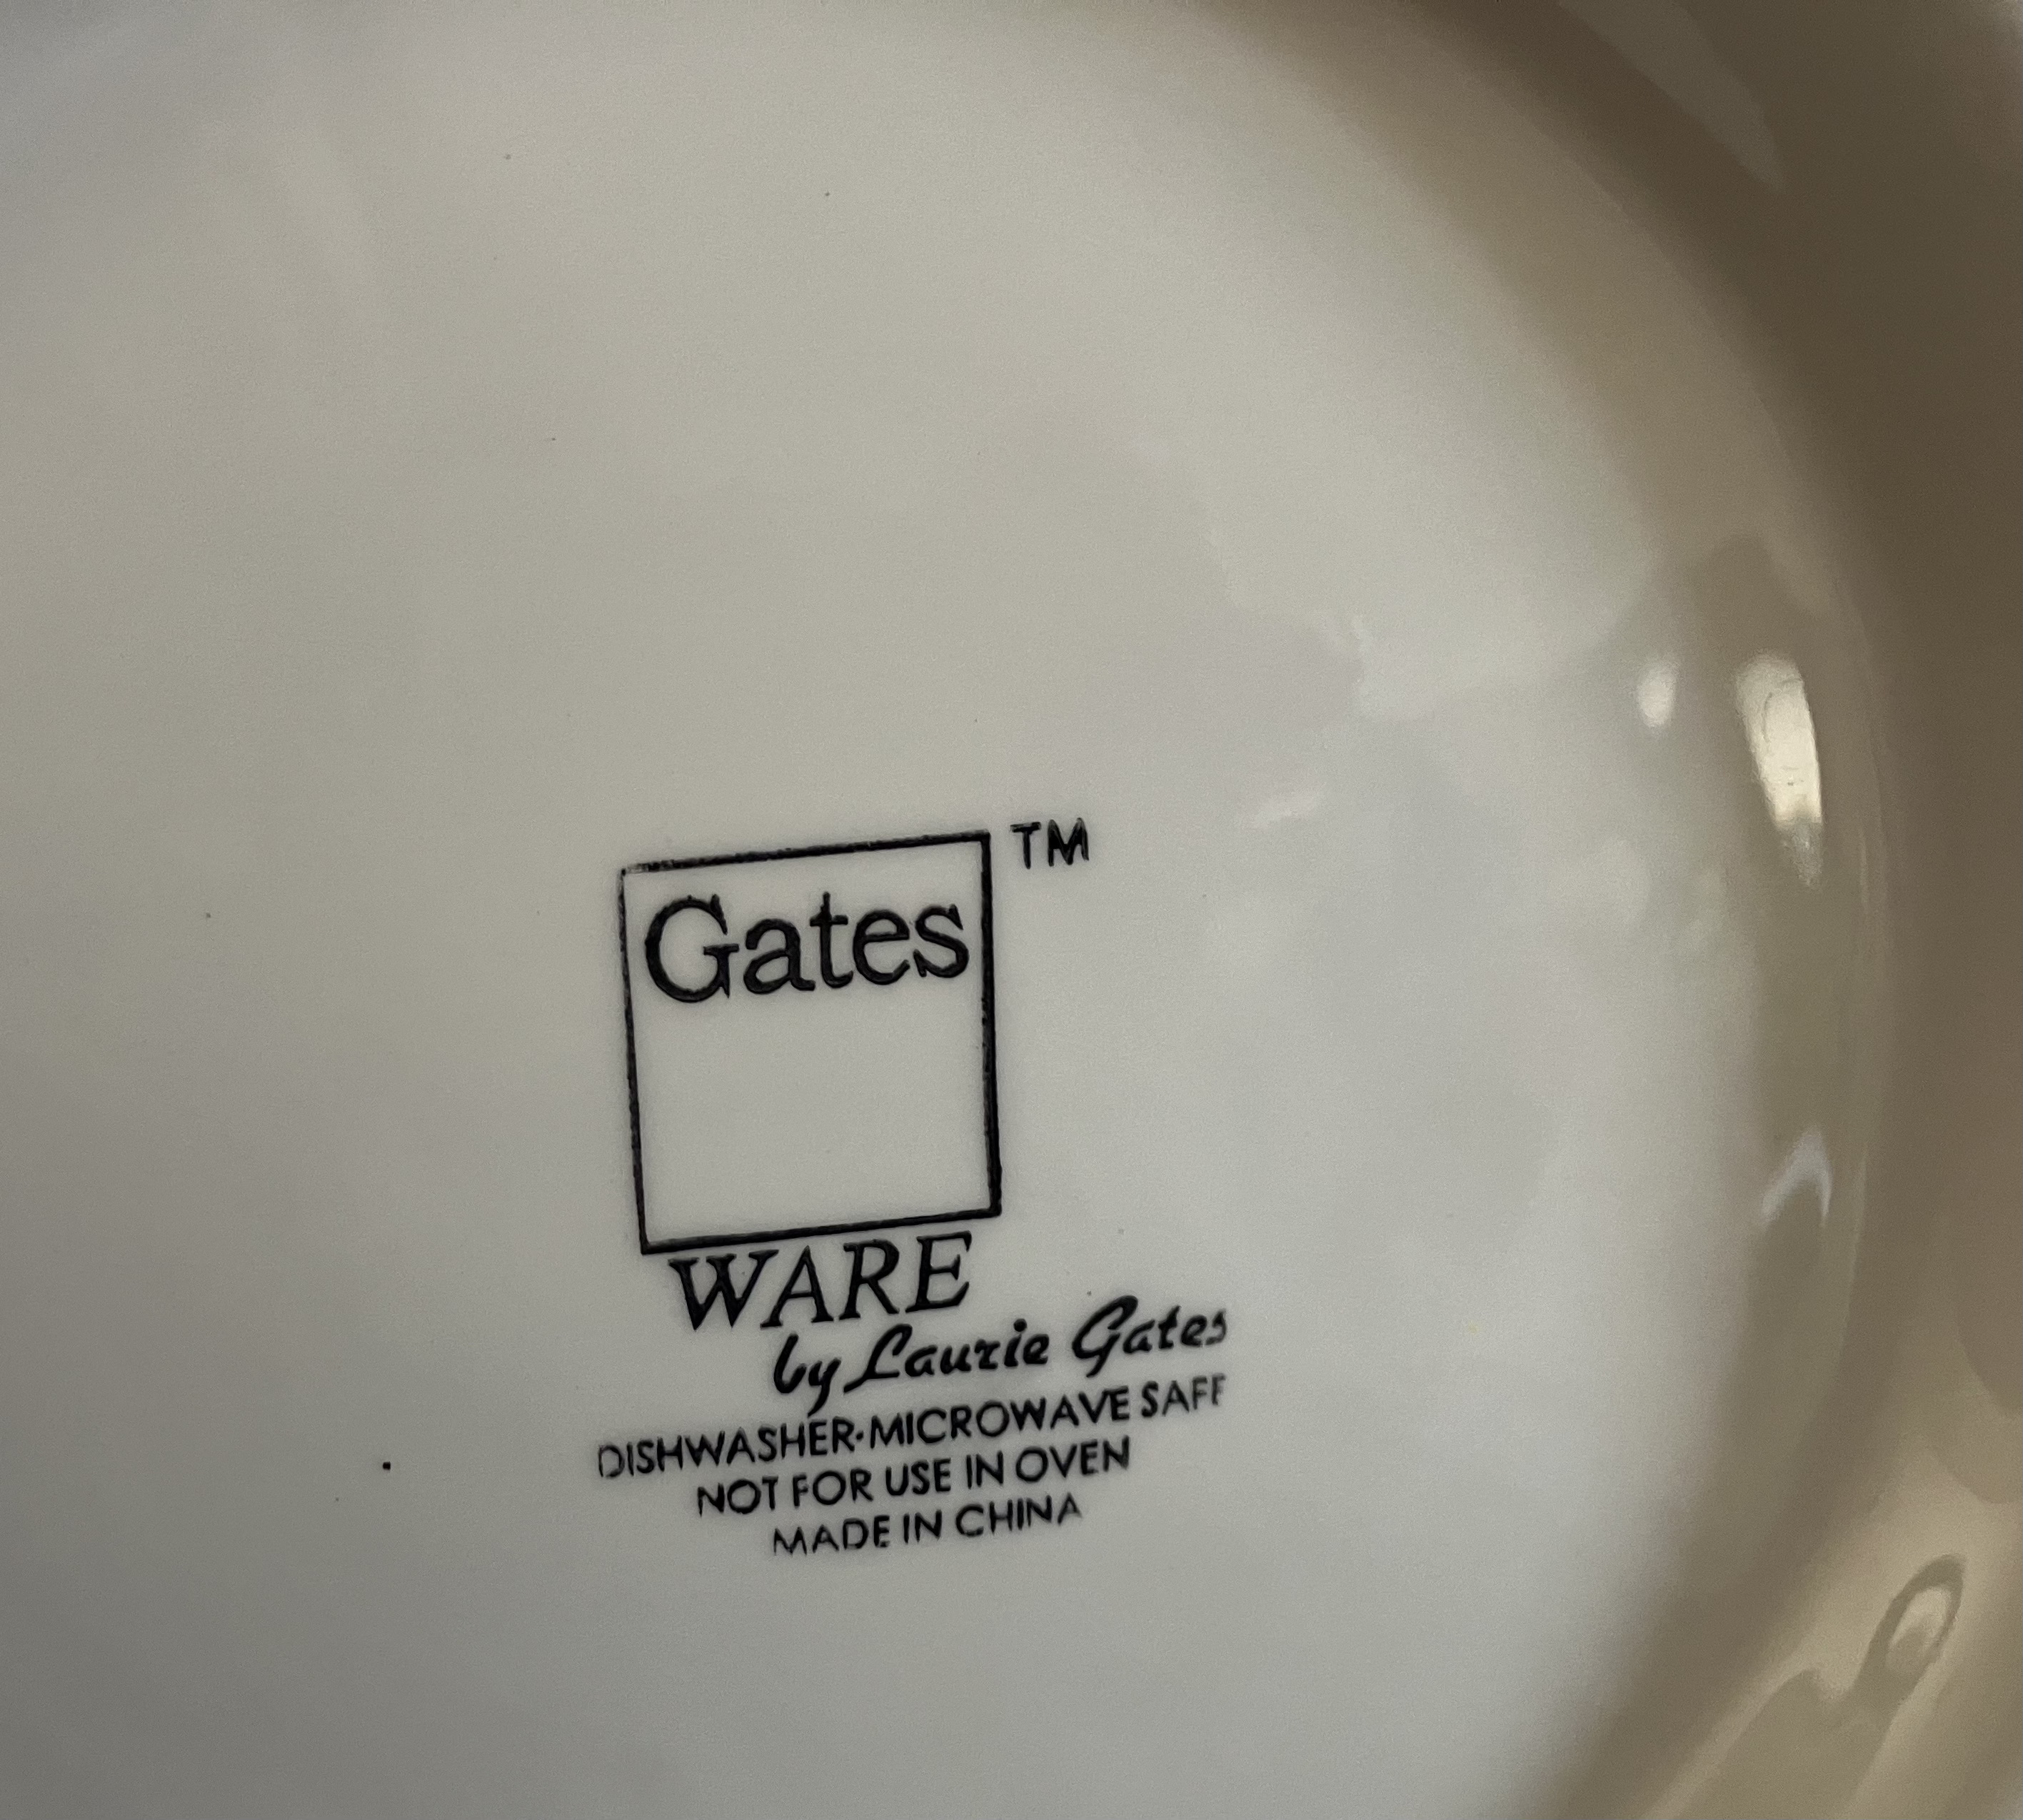 Gates
TM
WARE
by Laurie Gates
DISHWASHER·MICROWAVE SAFE
NOT FOR USE IN OVEN
MADE IN CHINA